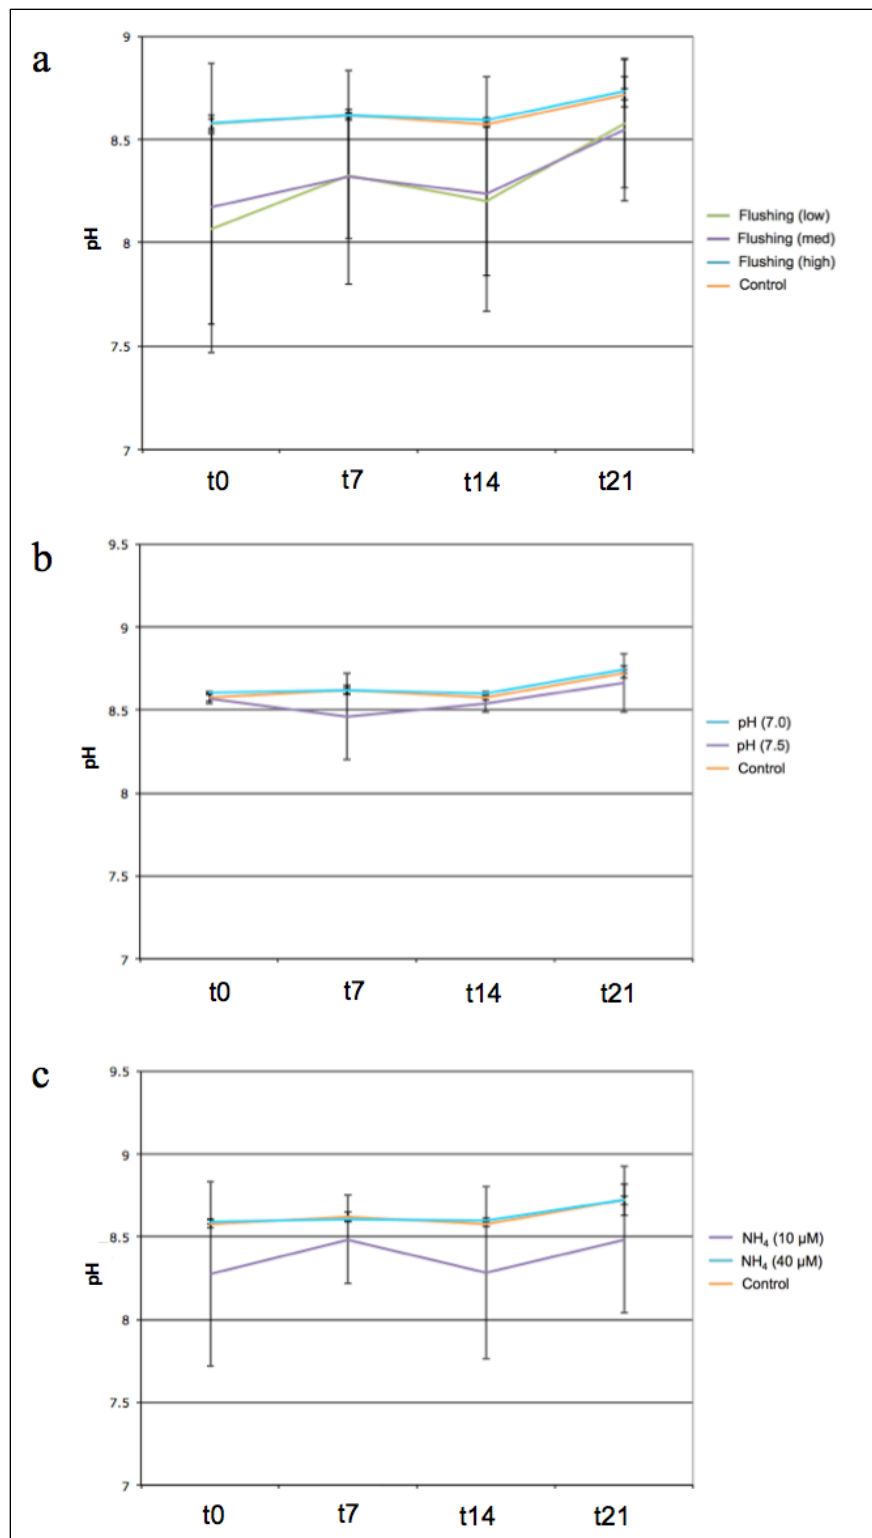 a
9
8.5
8
7.5
7
pH
t0 t7 t14 t21
Flushing (low)
Flushing (med)
Flushing (high)
Control
b
9.5
9
8.5
8
7.5
7
pH
t0 t7 t14 t21
pH (7.0)
pH (7.5)
Control
c
9.5
9
8.5
8
7.5
7
pH
t0 t7 t14 t21
NH₄ (10 µM)
NH₄ (40 µM)
Control